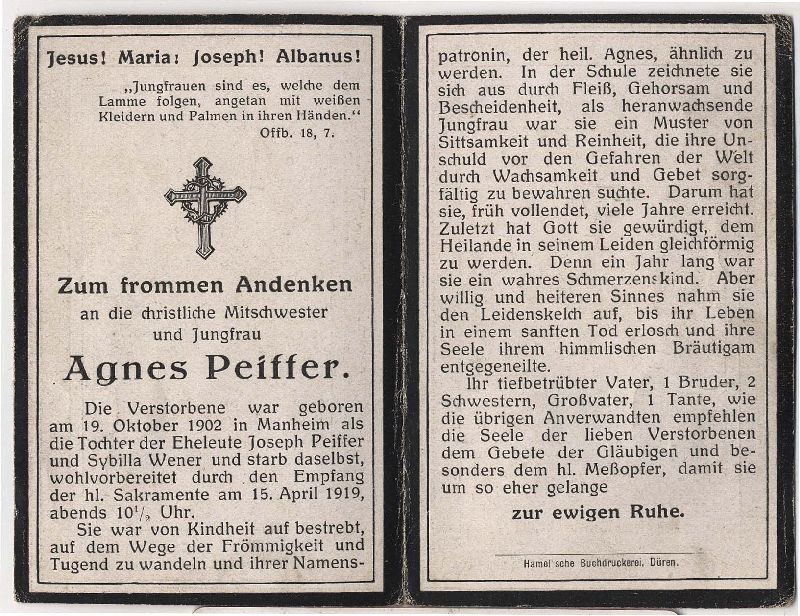 Jesus! Maria! Joseph! Albanus!
„Jungfrauen sind es, welche dem
Lamme folgen, angetan mit weißen
Kleidern und Palmen in ihren Händen.“
Offb. 18, 7.
Zum frommen Andenken
an die christliche Mitschwester
und Jungfrau
Agnes Peiffer.
Die Verstorbene war geboren
am 19. Oktober 1902 in Manheim als
die Tochter der Eheleute Joseph Peiffer
und Sybilla Wener und starb daselbst,
wohlvorbereitet durch den Empfang
der hl. Sakramente am 15. April 1919,
abends 10½ Uhr.
Sie war von Kindheit auf bestrebt,
auf dem Wege der Frömmigkeit und
Tugend zu wandeln und ihrer Namens-
patronin, der heil. Agnes, ähnlich zu
werden. In der Schule zeichnete sie
sich aus durch Fleiß, Gehorsam und
Bescheidenheit, als heranwachsende
Jungfrau war sie ein Muster von
Sittsamkeit und Reinheit, die ihre Un-
schuld vor den Gefahren der Welt
durch Wachsamkeit und Gebet sorg-
fältig zu bewahren suchte. Darum hat
sie, früh vollendet, viele Jahre erreicht.
Zuletzt hat Gott sie gewürdigt, dem
Heilande in seinem Leiden gleichförmig
zu werden. Denn ein Jahr lang war
sie ein wahres Schmerzenskind. Aber
willig und heiteren Sinnes nahm sie
den Leidenskelch auf, bis ihr Leben
in einem sanften Tod erlosch und ihre
Seele ihrem himmlischen Bräutigam
entgegeneilte.
Ihr tiefbetrübter Vater, 1 Bruder, 2
Schwestern, Großvater, 1 Tante, wie
die übrigen Anverwandten empfehlen
die Seele der lieben Verstorbenen
dem Gebete der Gläubigen und be-
sonders dem hl. Meßopfer, damit sie
um so eher gelange
zur ewigen Ruhe.
Hamel'sche Buchdruckerei, Düren.